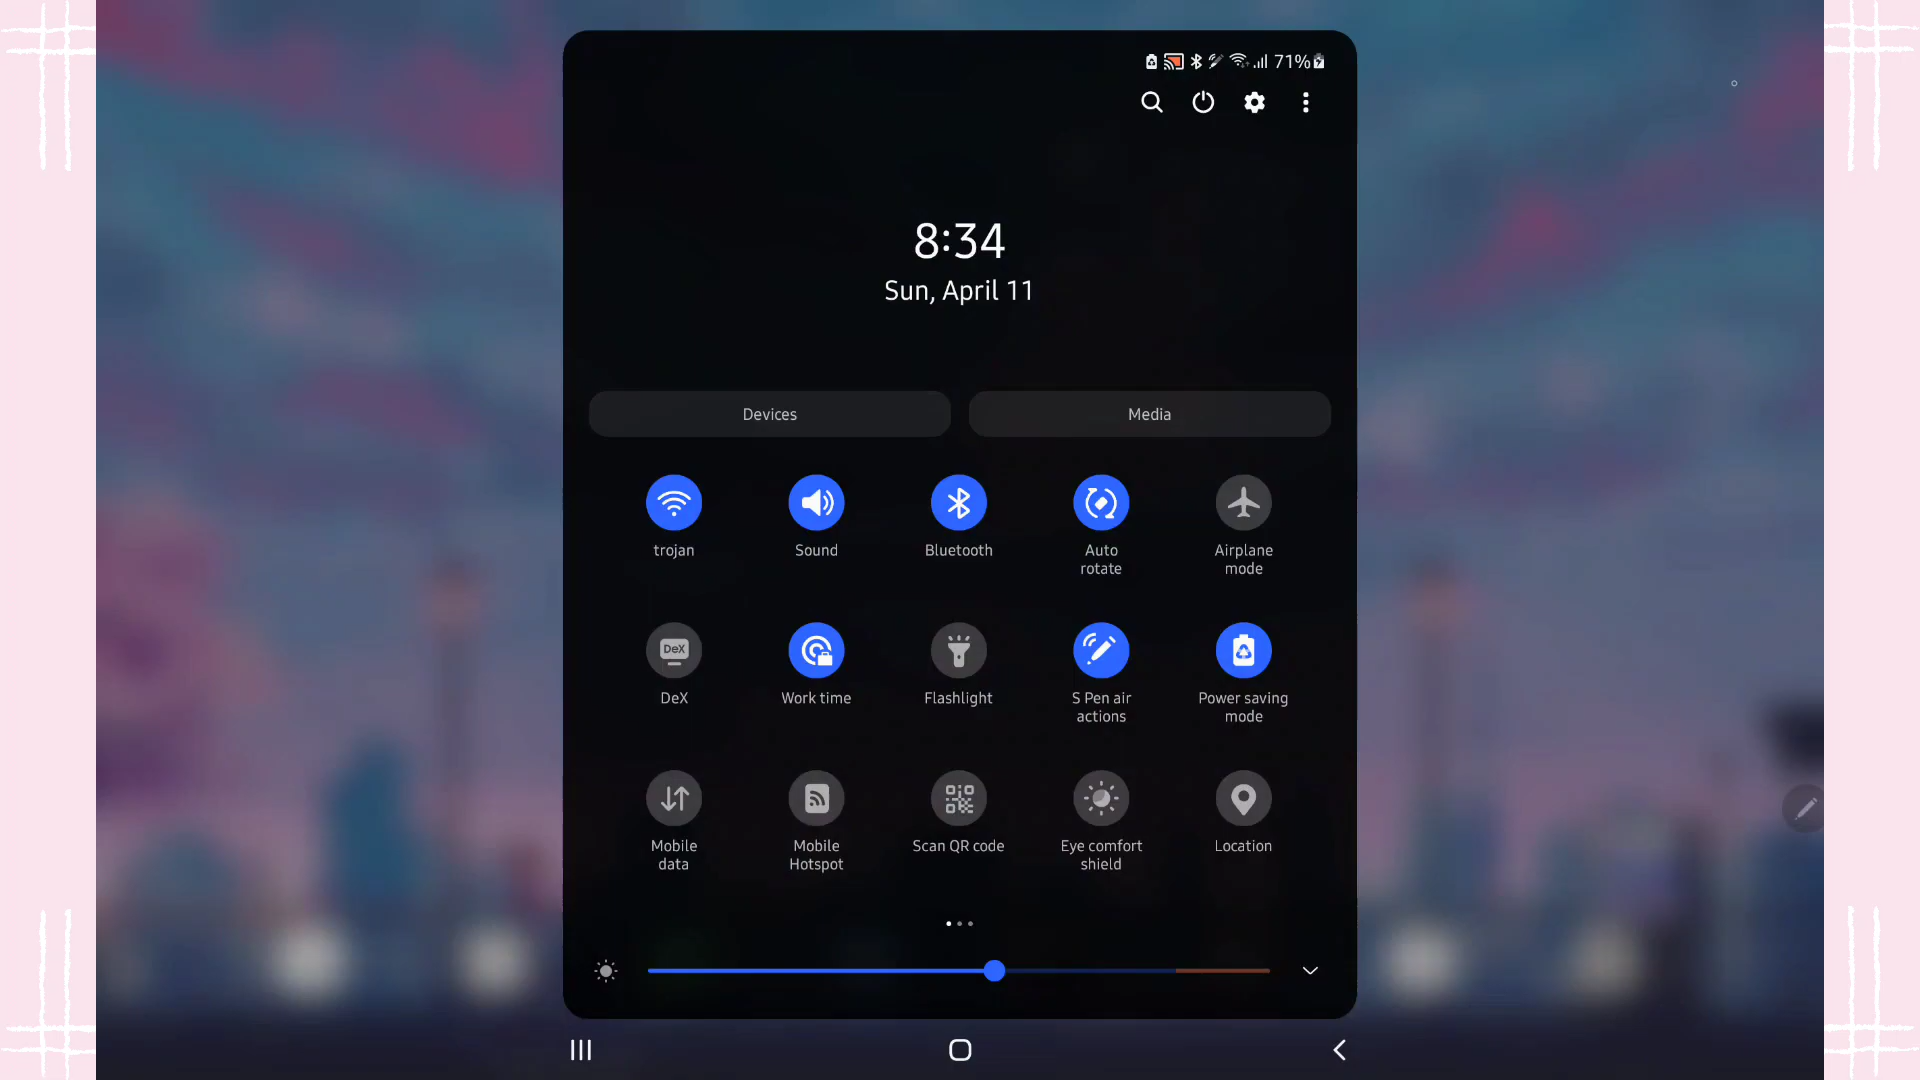 71%
8:34
Sun, April 11
Devices
Media
trojan
Sound
Bluetooth
Auto
rotate
Airplane
mode
DeX
DeX
Work time
Flashlight
S Pen air
actions
Power saving
mode
Mobile
data
Mobile
Hotspot
Scan QR code
Eye comfort
shield
Location